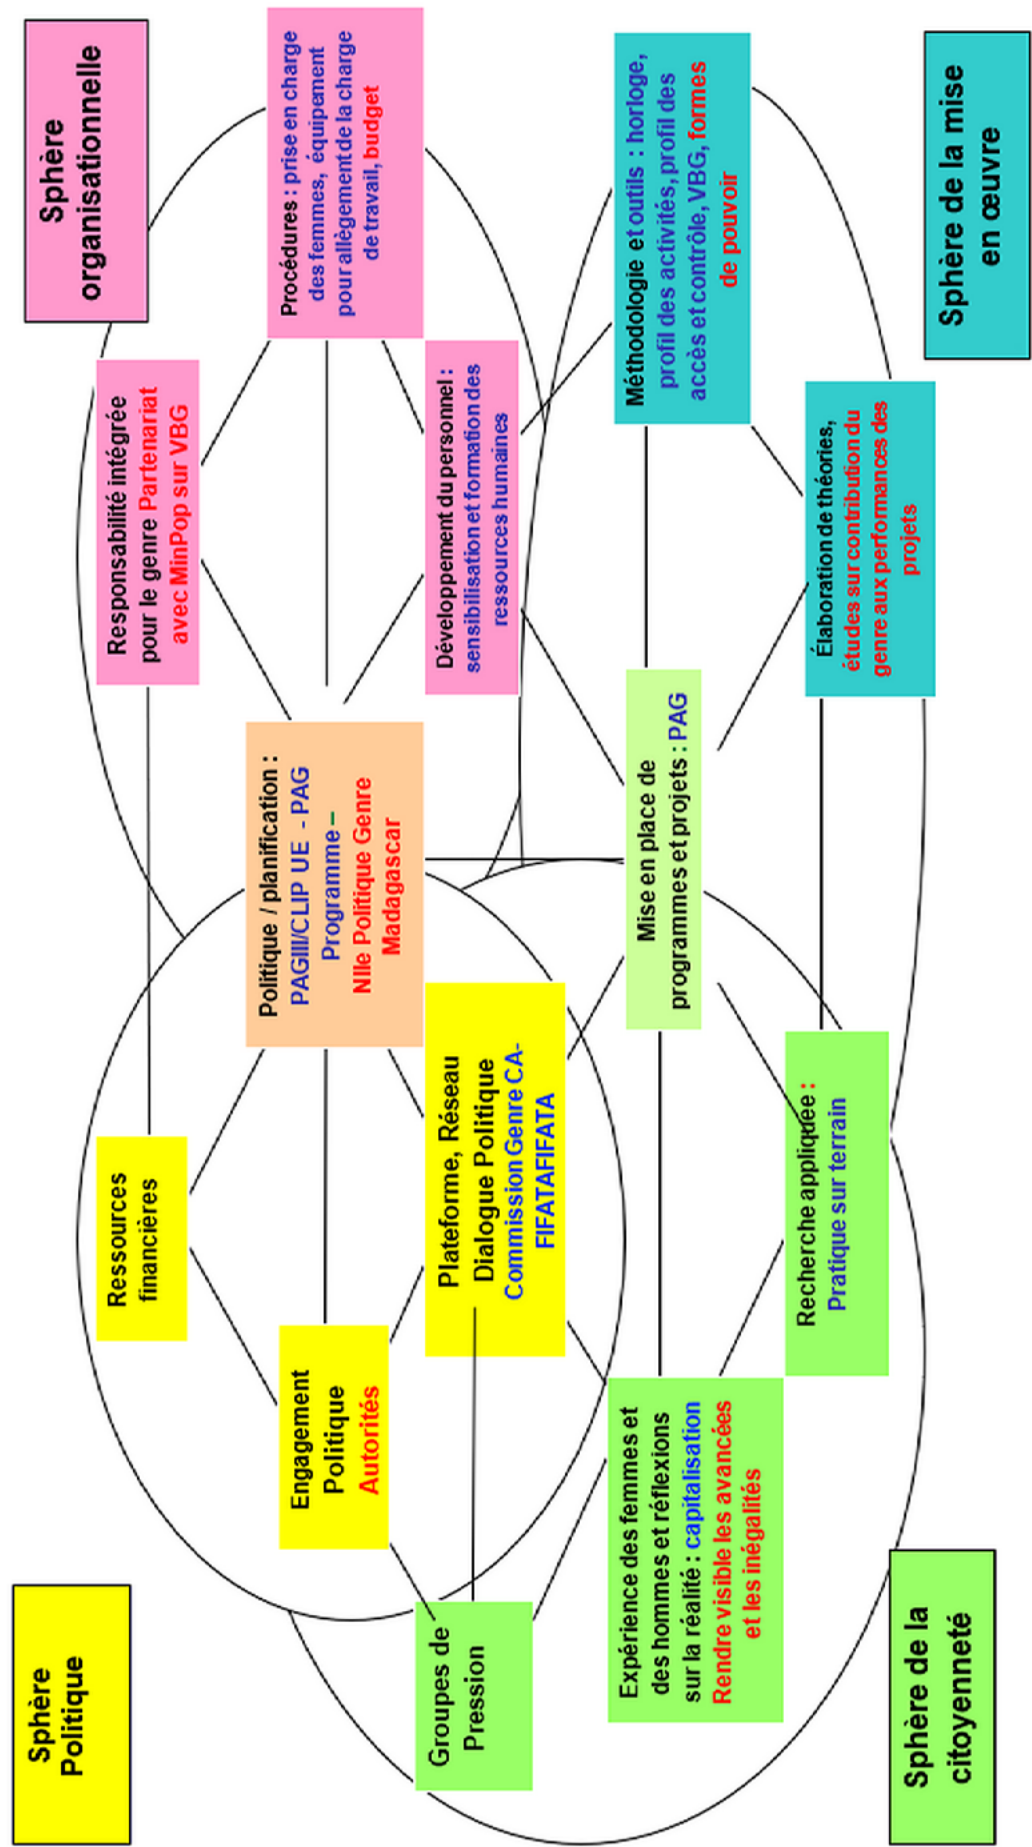 Sphère
Politique
Sphère
organisationnelle
Ressources
financières
Responsabilité intégrée
pour le genre Partenariat
avec MinPop sur VBG
Engagement
Politique
Autorités
Politique / planification :
PAGIII/CLIP UE - PAG
Programme –
Nlle Politique Genre
Madagascar
Procédures : prise en charge
des femmes, équipement
pour allègement de la charge
de travail, budget
Groupes de
Pression
Plateforme, Réseau
Dialogue Politique
Commission Genre CA-
FIFATAFIFATA
Développement du personnel :
sensibilisation et formation des
ressources humaines
Expérience des femmes et
des hommes et réflexions
sur la réalité : capitalisation
Rendre visible les avancées
et les inégalités
Mise en place de
programmes et projets : PAG
Méthodologie et outils : horloge,
profil des activités, profil des
accès et contrôle, VBG, formes
de pouvoir
Recherche appliquée :
Pratique sur terrain
Élaboration de théories,
études sur contribution du
genre aux performances des
projets
Sphère de la
citoyenneté
Sphère de la mise
en œuvre